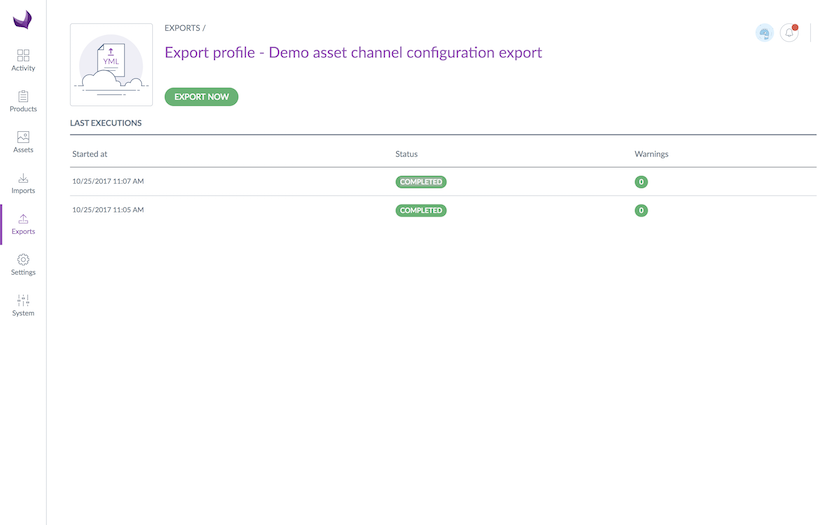 EXPORTS /
Export profile - Demo asset channel configuration export
YML
EXPORT NOW
Activity
Products
Assets
Imports
Exports
Settings
System
LAST EXECUTIONS
Started at Status Warnings
10/25/2017 11:07 AM COMPLETED 0
10/25/2017 11:05 AM COMPLETED 0